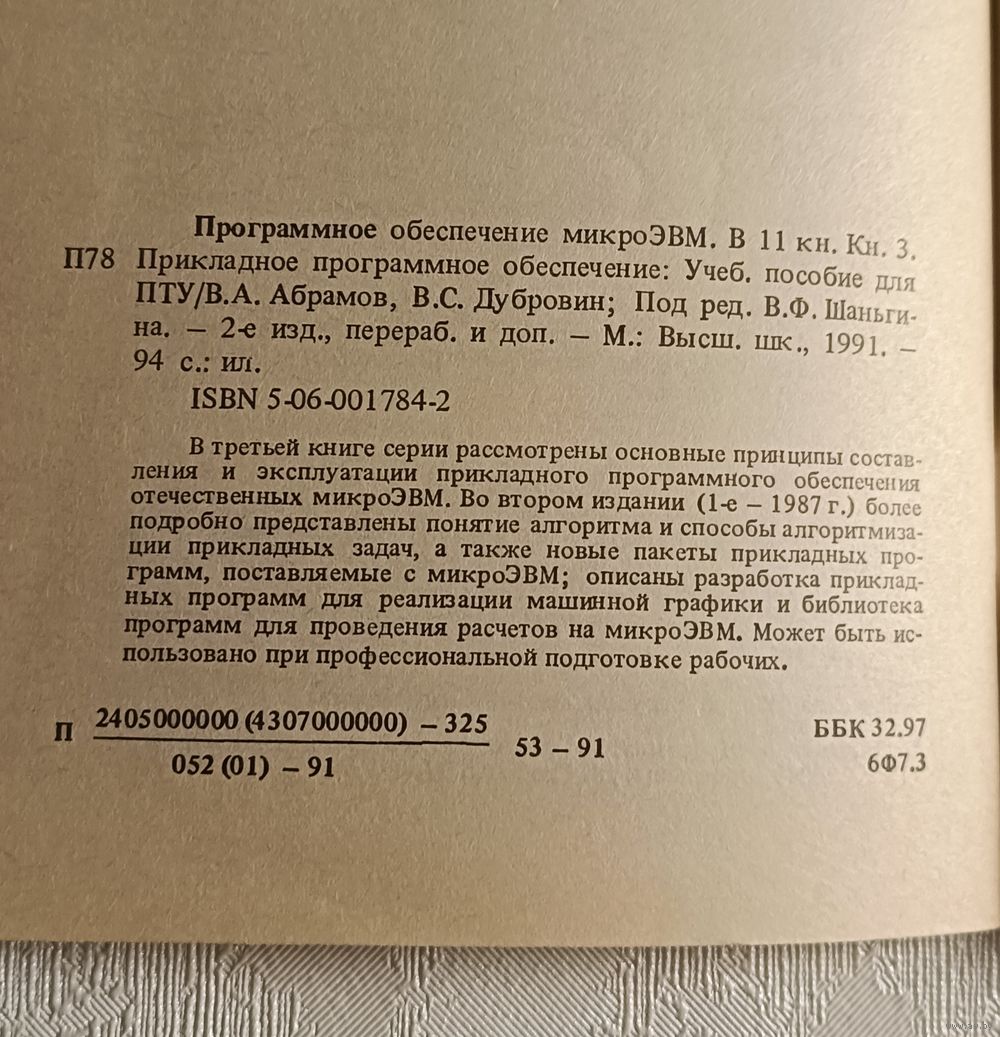 Программное обеспечение микроЭВМ. В 11 кн. Кн. 3.
П78 Прикладное программное обеспечение: Учеб. пособие для
ПТУ/В.А. Абрамов, В.С. Дубровин; Под ред. В.Ф. Шаньги-
на. — 2-е изд., перераб. и доп. — М.: Высш. шк., 1991. —
94 с.: ил.
ISBN 5-06-001784-2
В третьей книге серии рассмотрены основные принципы состав-
ления и эксплуатации прикладного программного обеспечения
отечественных микроЭВМ. Во втором издании (1-е — 1987 г.) более
подробно представлены понятие алгоритма и способы алгоритмиза-
ции прикладных задач, а также новые пакеты прикладных про-
грамм, поставляемые с микроЭВМ; описаны разработка приклад-
ных программ для реализации машинной графики и библиотека
программ для проведения расчетов на микроЭВМ. Может быть ис-
пользовано при профессиональной подготовке рабочих.
П 2405000000 (4307000000) — 325
052 (01) — 91
53 — 91
ББК 32.97
6Ф7.3